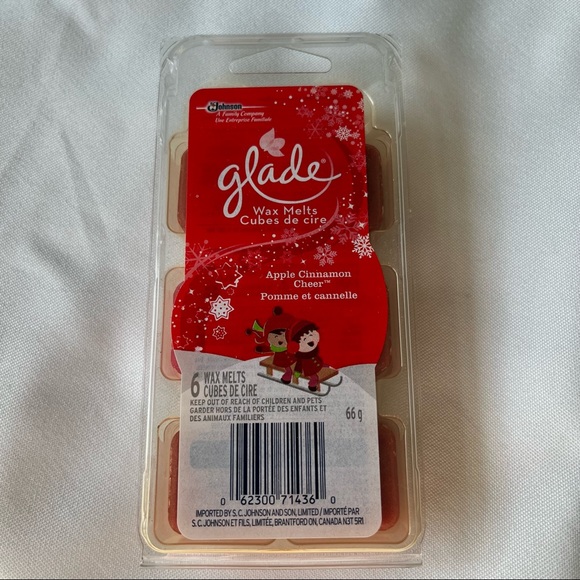 SC Johnson
A Family Company
Une Entreprise Familiale
glade®
Wax Melts
Cubes de cire
Apple Cinnamon
Cheer™
Pomme et cannelle
6 WAX MELTS
CUBES DE CIRE
KEEP OUT OF REACH OF CHILDREN AND PETS
GARDER HORS DE LA PORTÉE DES ENFANTS ET
DES ANIMAUX FAMILIERS
66 g
0 62300 71436 0
IMPORTED BY S.C. JOHNSON AND SON, LIMITED / IMPORTÉ PAR
S.C. JOHNSON ET FILS, LIMITÉE, BRANTFORD ON, CANADA N3T 5R1